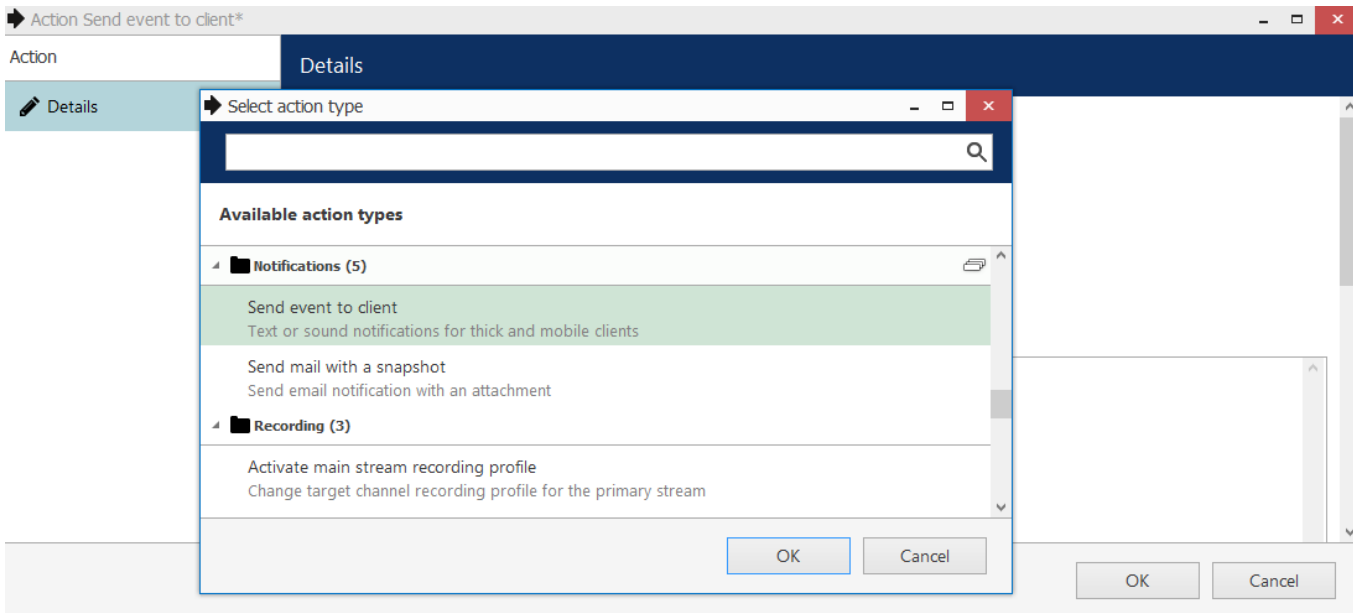 Action Send event to client*
Action
Details
Details
Select action type
Available action types
Notifications (5)
Send event to client
Text or sound notifications for thick and mobile clients
Send mail with a snapshot
Send email notification with an attachment
Recording (3)
Activate main stream recording profile
Change target channel recording profile for the primary stream
OK
Cancel
OK
Cancel